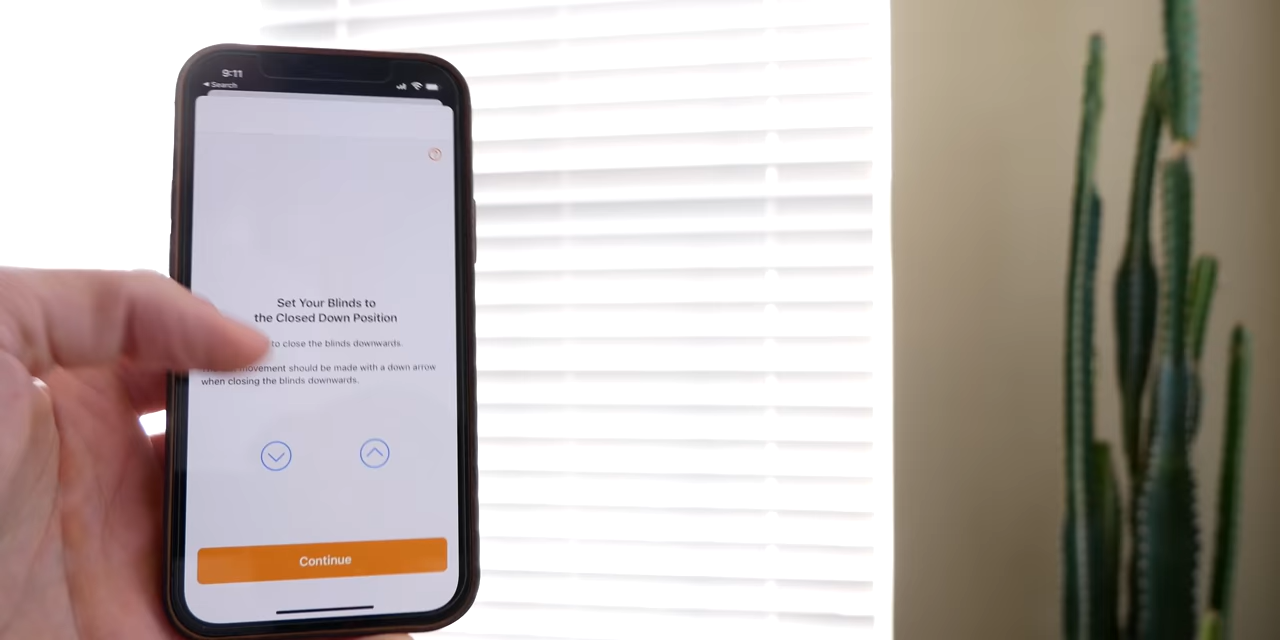 9:11
Search
Set Your Blinds to
the Closed Down Position
to close the blinds downwards.
movement should be made with a down arrow
when closing the blinds downwards.
Continue